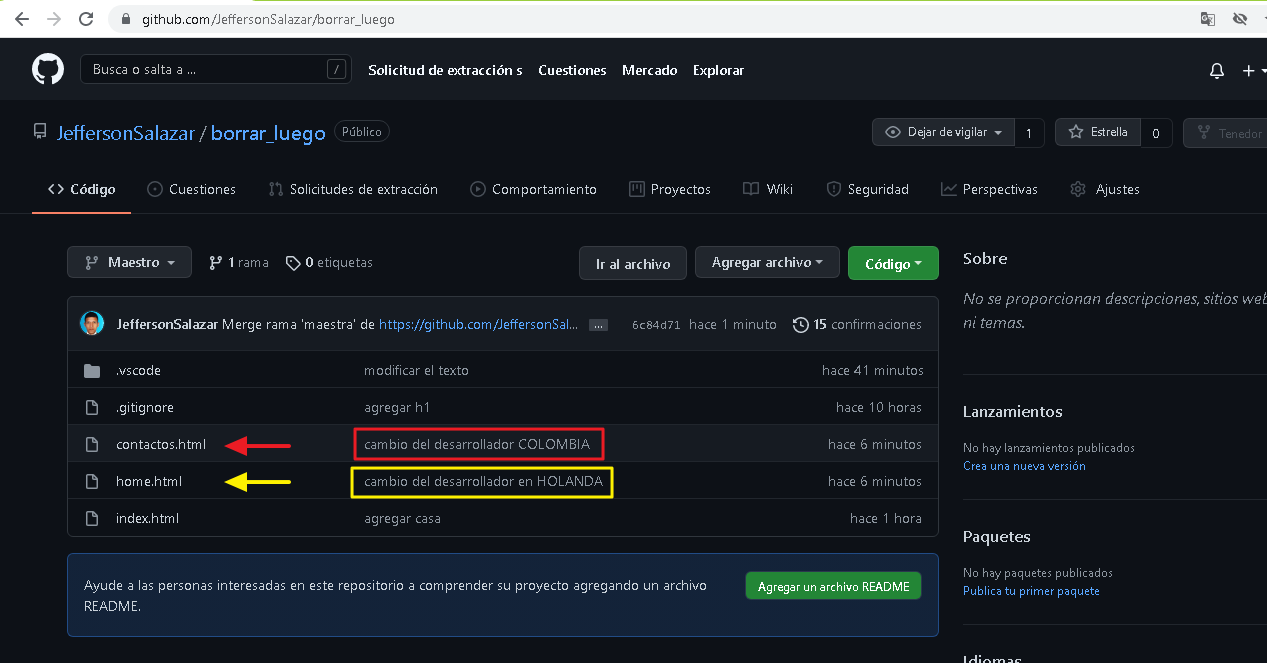 github.com/JeffersonSalazar/borrar_luego
Busca o salta a ... /
Solicitud de extracción s Cuestiones Mercado Explorar
JeffersonSalazar / borrar_luego Público
Dejar de vigilar 1 Estrella 0 Tenedor
<> Código Cuestiones Solicitudes de extracción Comportamiento Proyectos Wiki Seguridad Perspectivas Ajustes
Maestro 1 rama 0 etiquetas Ir al archivo Agregar archivo Código
Sobre
No se proporcionan descripciones, sitios web
ni temas.
JeffersonSalazar Merge rama 'maestra' de https://github.com/JeffersonSal... ... 6c84d71 hace 1 minuto 15 confirmaciones
.vscode modificar el texto hace 41 minutos
.gitignore agregar h1 hace 10 horas
contactos.html cambio del desarrollador COLOMBIA hace 6 minutos
home.html cambio del desarrollador en HOLANDA hace 6 minutos
index.html agregar casa hace 1 hora
Lanzamientos
No hay lanzamientos publicados
Crea una nueva versión
Ayude a las personas interesadas en este repositorio a comprender su proyecto agregando un archivo
README.
Agregar un archivo README
Paquetes
No hay paquetes publicados
Publica tu primer paquete
Idiomas